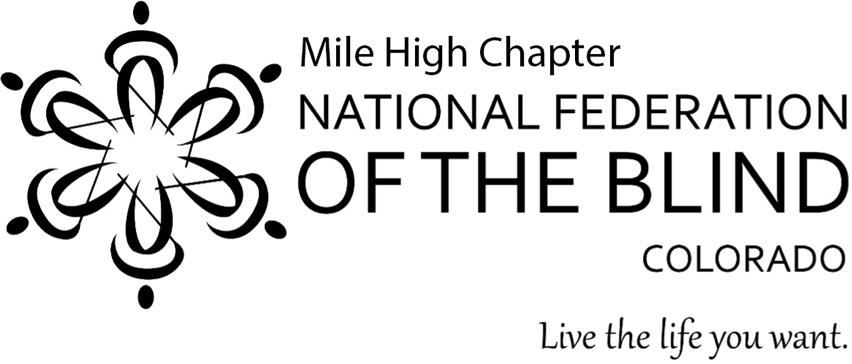 Mile High Chapter
NATIONAL FEDERATION
OF THE BLIND
COLORADO
Live the life you want.